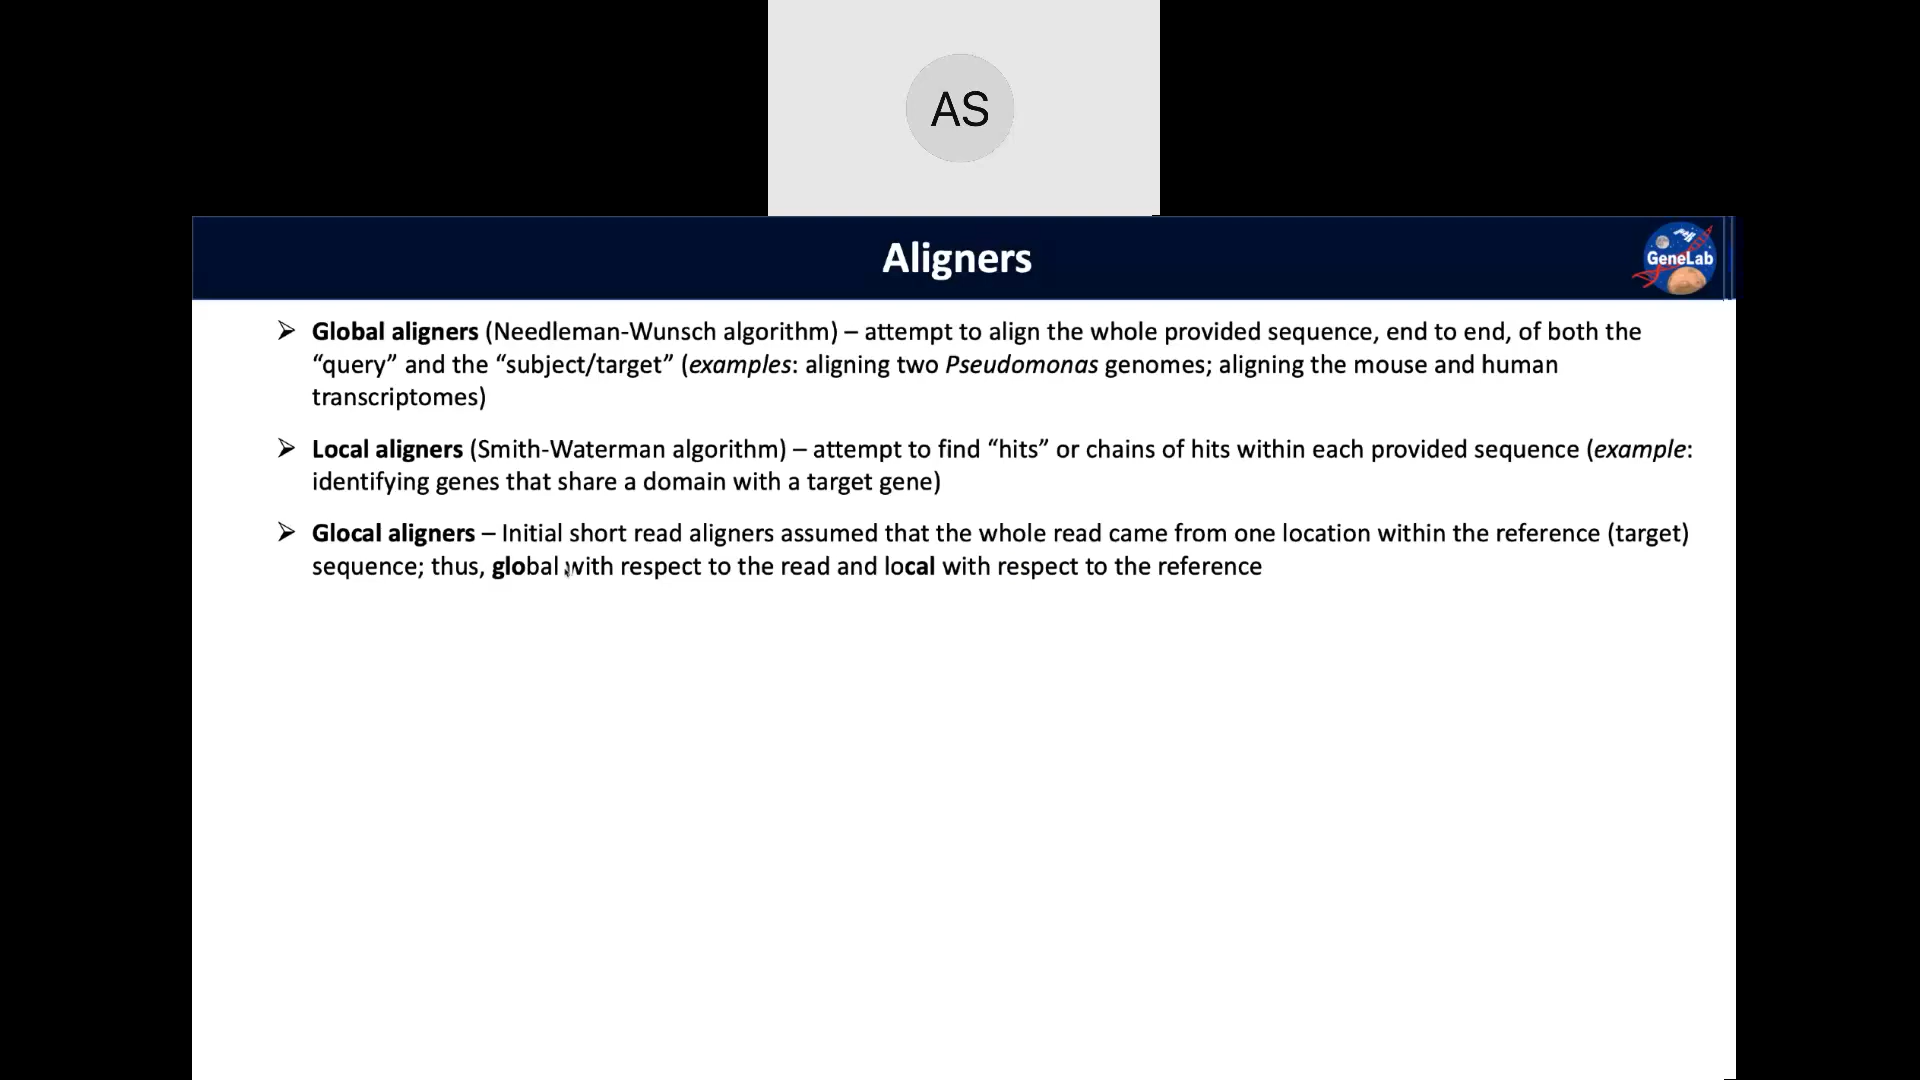 AS
Aligners
GeneLab
➢ Global aligners (Needleman-Wunsch algorithm) – attempt to align the whole provided sequence, end to end, of both the
“query” and the “subject/target” (examples: aligning two Pseudomonas genomes; aligning the mouse and human
transcriptomes)
➢ Local aligners (Smith-Waterman algorithm) – attempt to find “hits” or chains of hits within each provided sequence (example:
identifying genes that share a domain with a target gene)
➢ Glocal aligners – Initial short read aligners assumed that the whole read came from one location within the reference (target)
sequence; thus, global with respect to the read and local with respect to the reference